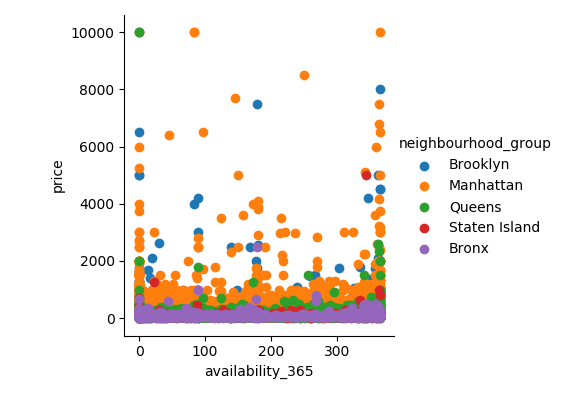 10000
8000
6000
4000
2000
0
price
0
100
200
300
availability_365
neighbourhood_group
Brooklyn
Manhattan
Queens
Staten Island
Bronx